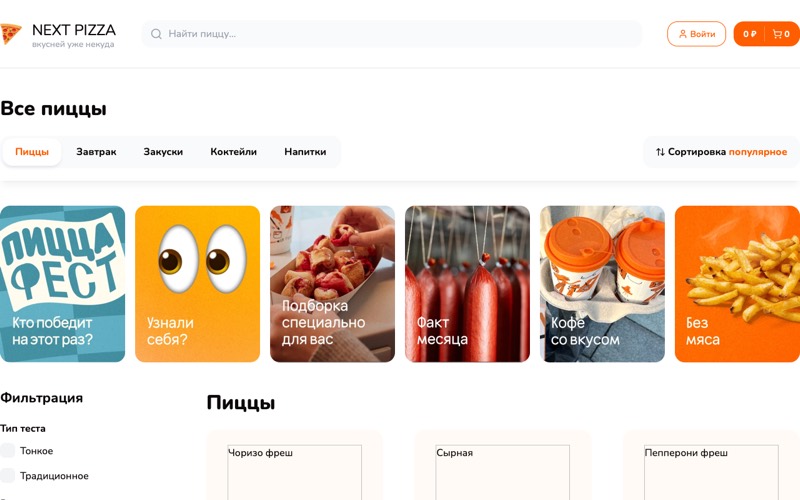 NEXT PIZZA
вкусней уже некуда
Найти пиццу...
Войти
0 ₽
0
Все пиццы
Пиццы
Завтрак
Закуски
Коктейли
Напитки
Сортировка популярное
ПИЦЦА
ФЕСТ
Кто победит
на этот раз?
Узнали
себя?
Подборка
специально
для вас
Факт
месяца
Кофе
со вкусом
Без
мяса
Фильтрация
Пиццы
Тип теста
Тонкое
Традиционное
Чоризо фреш
Сырная
Пепперони фреш